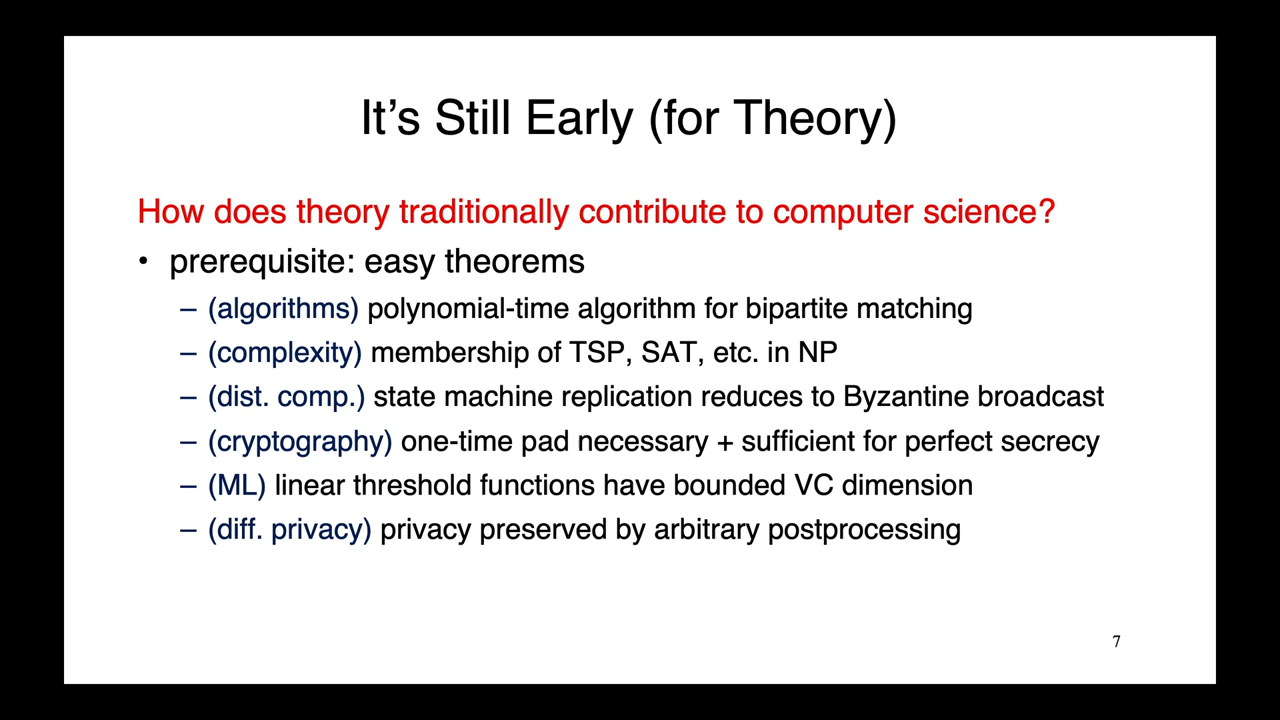 It’s Still Early (for Theory)
How does theory traditionally contribute to computer science?
• prerequisite: easy theorems
– (algorithms) polynomial-time algorithm for bipartite matching
– (complexity) membership of TSP, SAT, etc. in NP
– (dist. comp.) state machine replication reduces to Byzantine broadcast
– (cryptography) one-time pad necessary + sufficient for perfect secrecy
– (ML) linear threshold functions have bounded VC dimension
– (diff. privacy) privacy preserved by arbitrary postprocessing
7